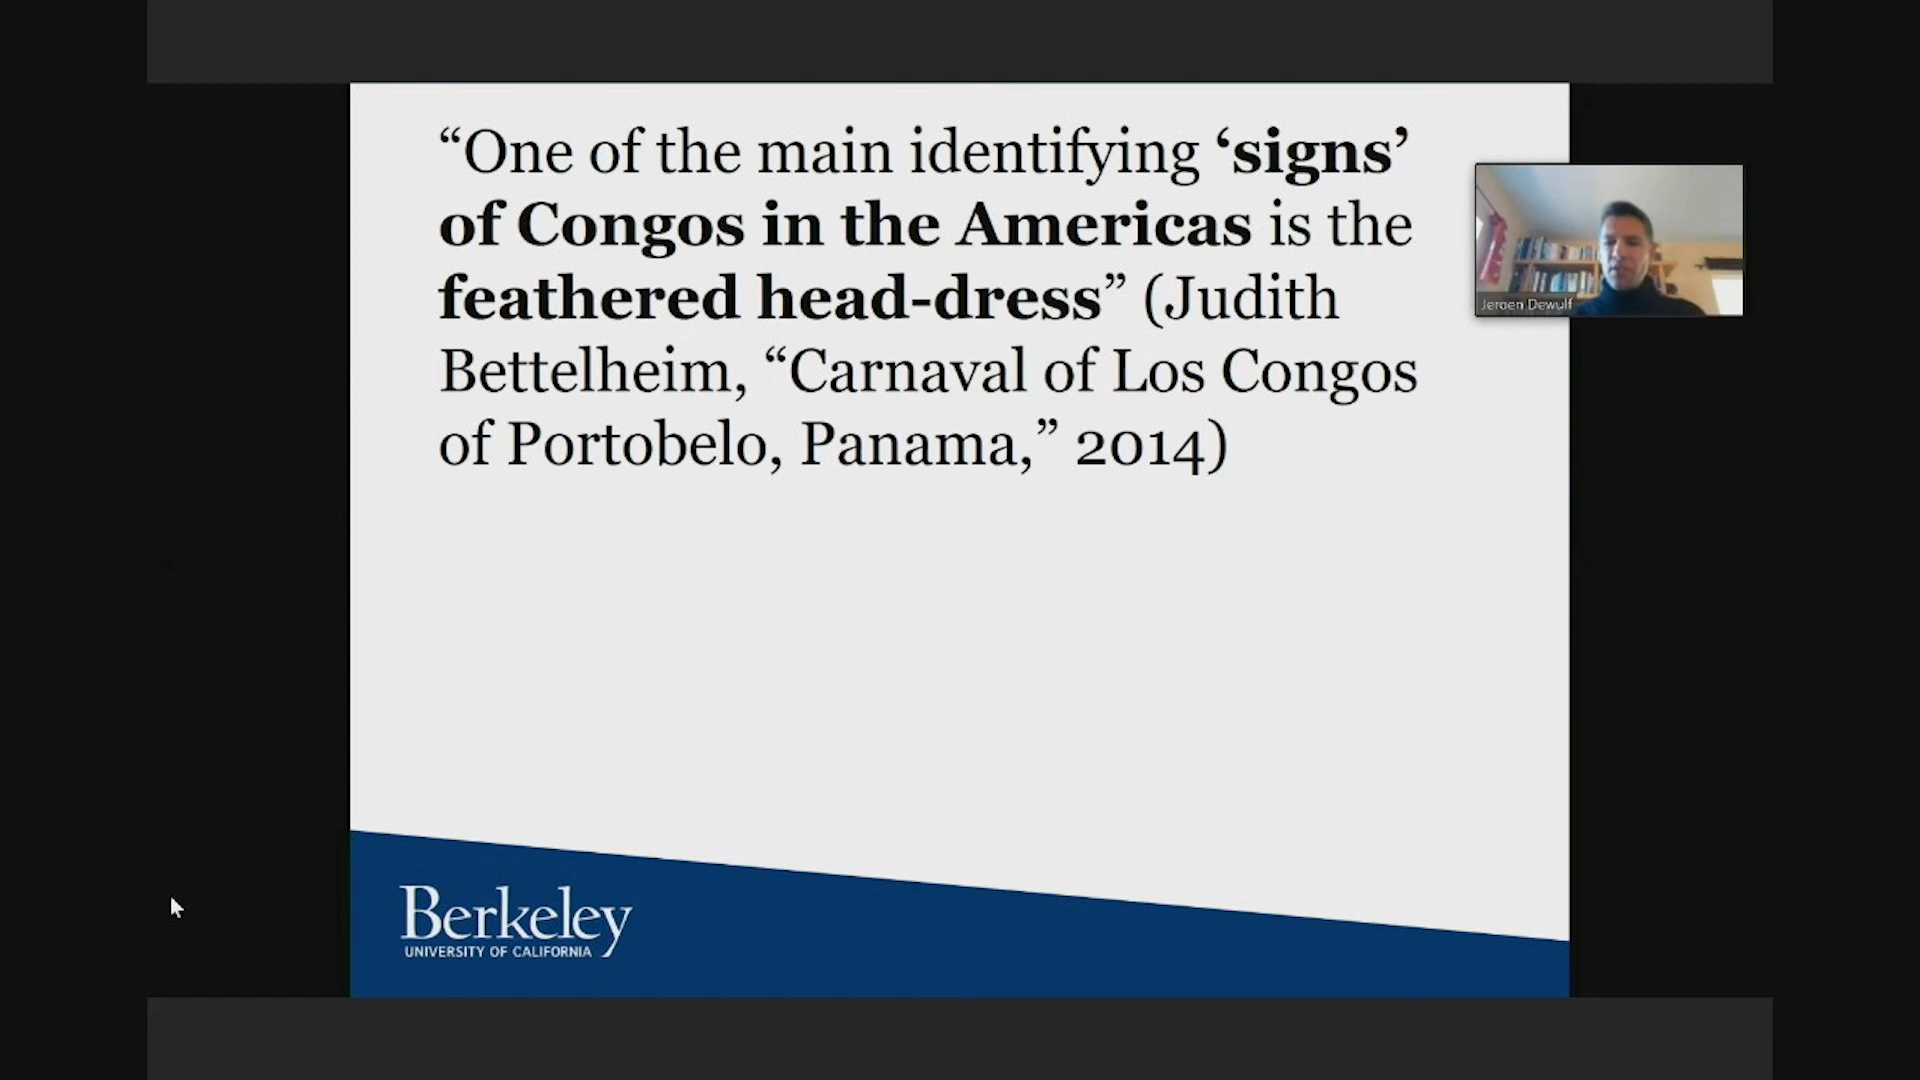 “One of the main identifying ‘signs’
of Congos in the Americas is the
feathered head-dress” (Judith
Bettelheim, “Carnaval of Los Congos
of Portobelo, Panama,” 2014)
Jeroen Dewulf
Berkeley
UNIVERSITY OF CALIFORNIA